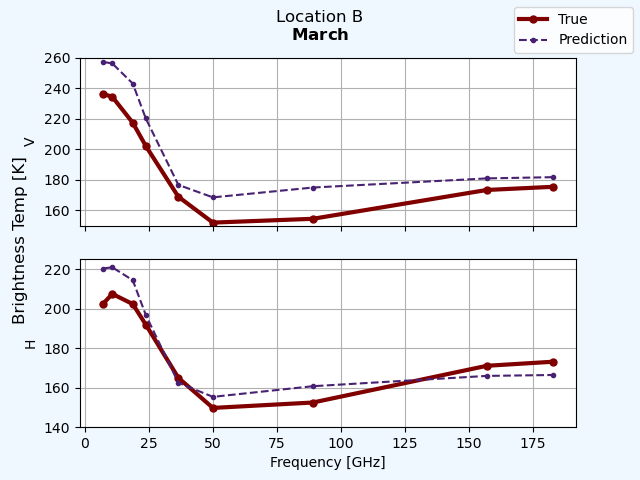 Location B
March
True
Prediction
Brightness Temp [K]
V
260
240
220
200
180
160
H
220
200
180
160
140
0
25
50
75
100
125
150
175
Frequency [GHz]